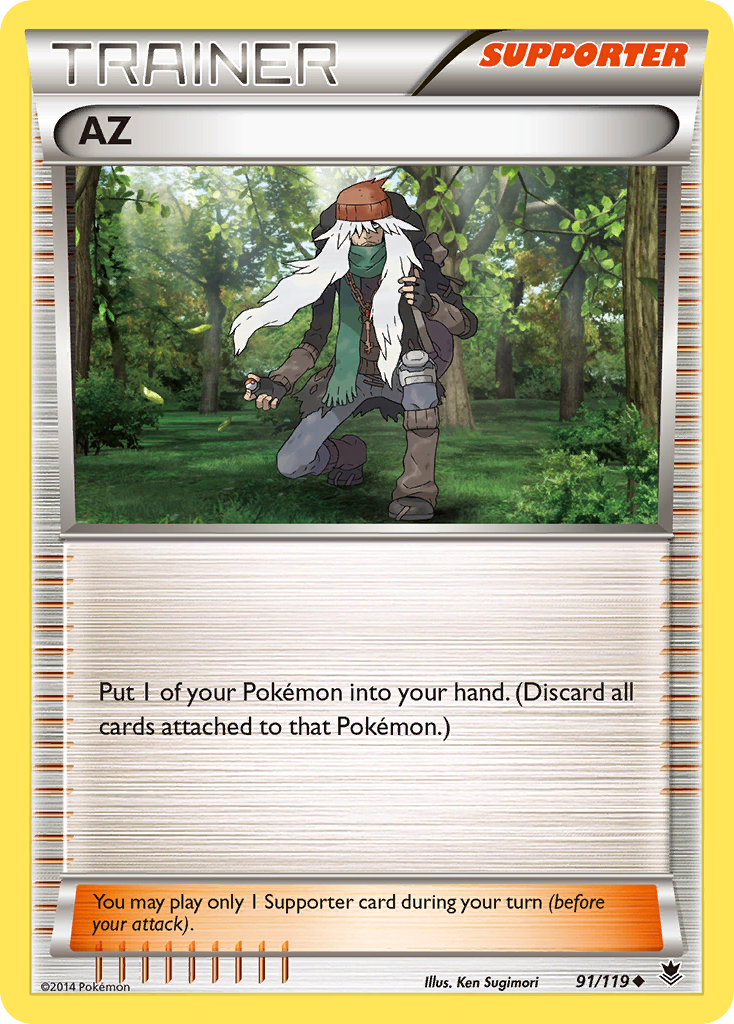 TRAINER
SUPPORTER
AZ
Put 1 of your Pokémon into your hand. (Discard all
cards attached to that Pokémon.)
You may play only 1 Supporter card during your turn (before
your attack).
©2014 Pokémon
Illus. Ken Sugimori
91/119